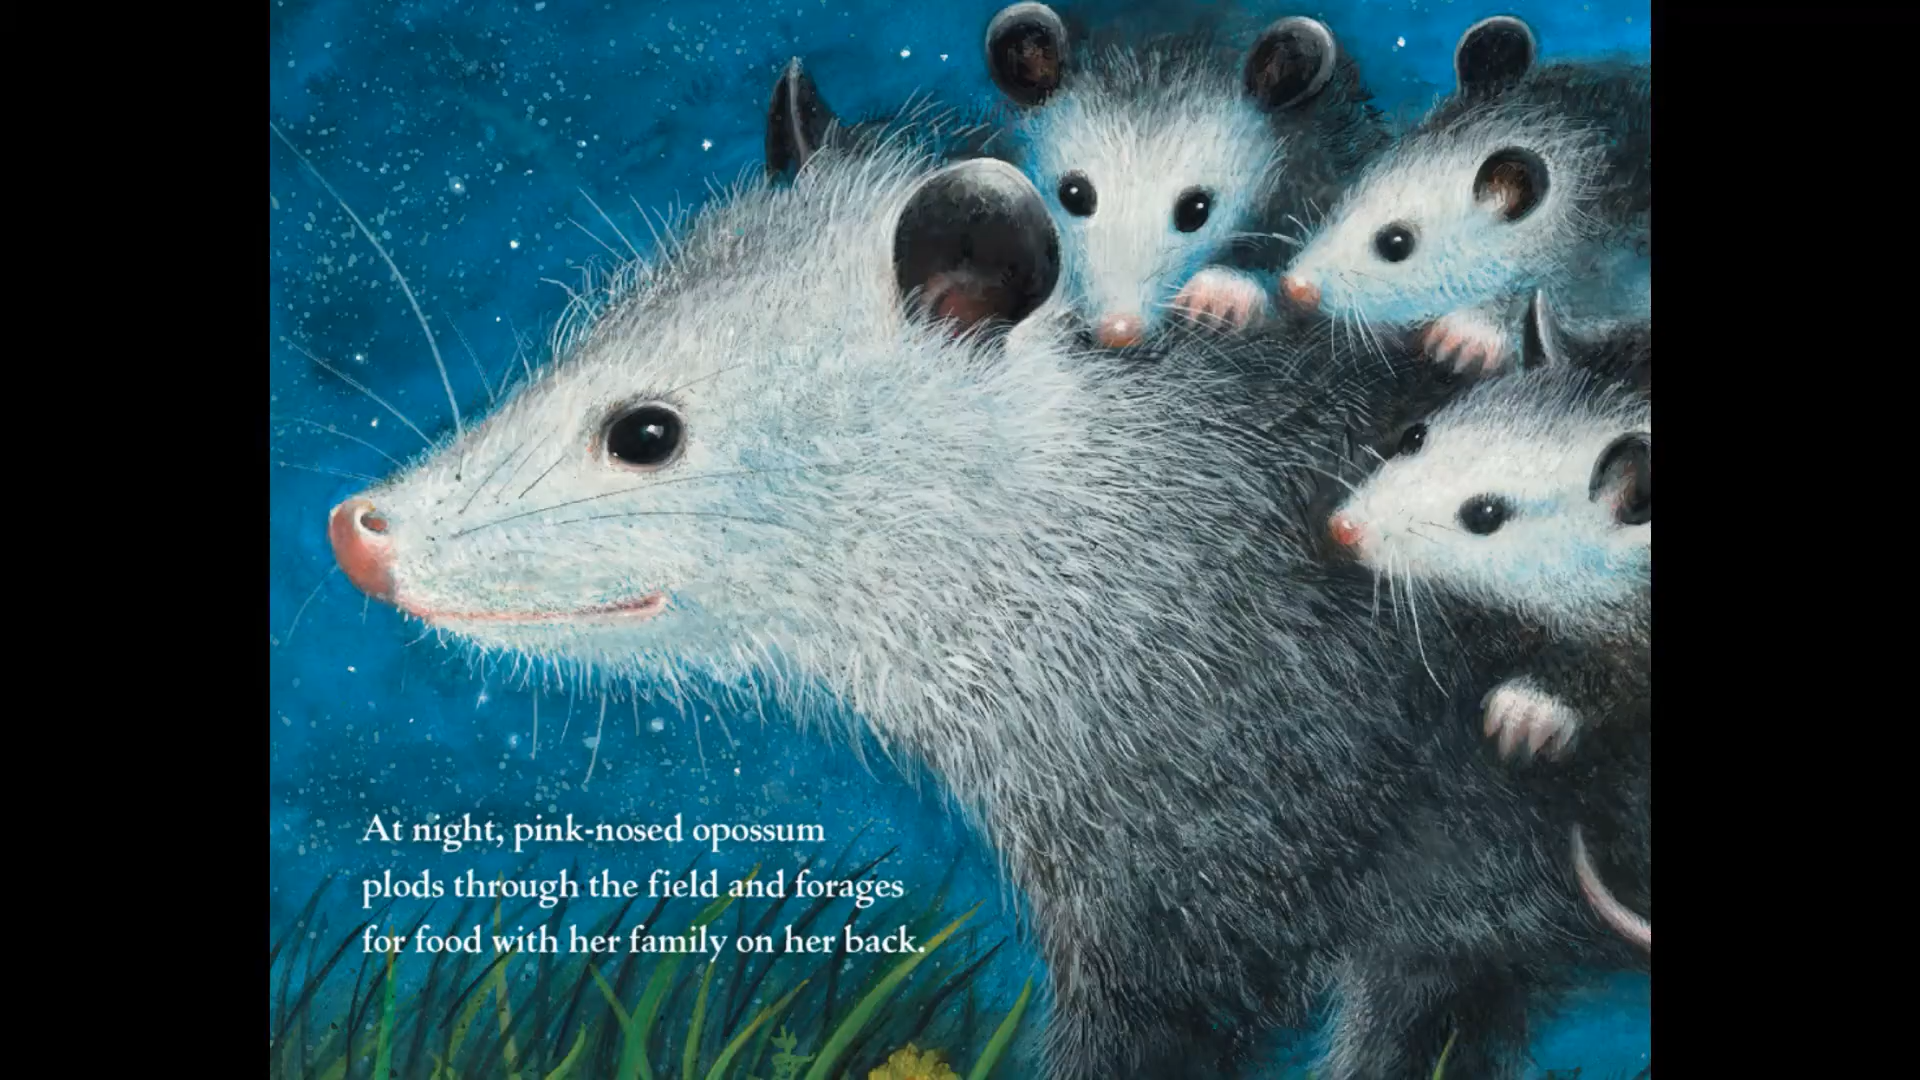 At night, pink-nosed opossum
plods through the field and forages
for food with her family on her back.